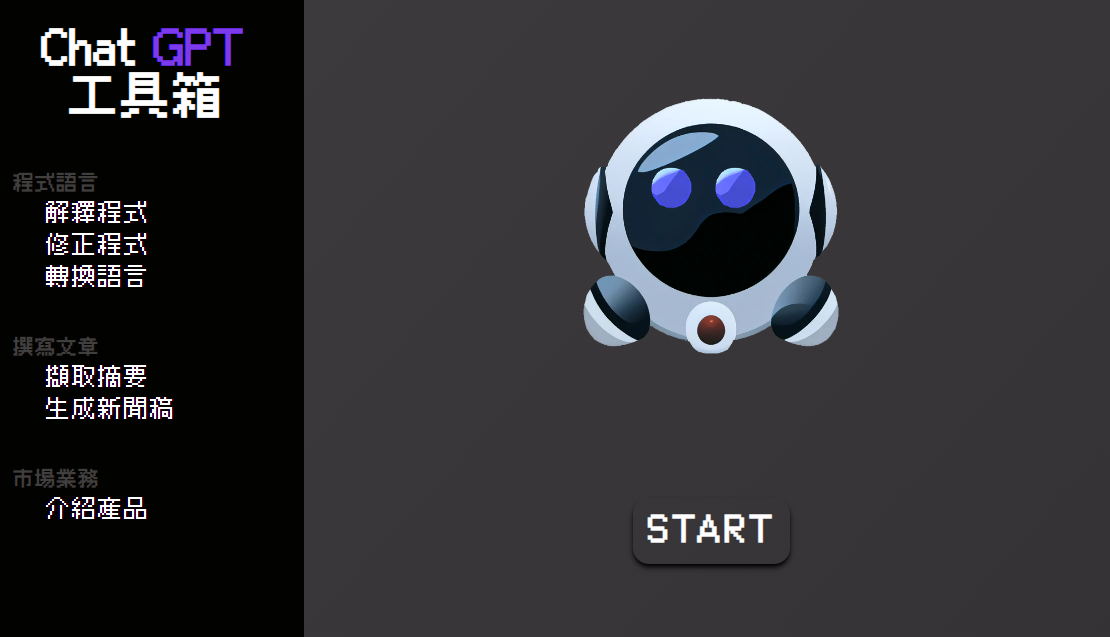 Chat GPT
工具箱
程式語言
解釋程式
修正程式
轉換語言
撰寫文章
擷取摘要
生成新聞稿
市場業務
介紹產品
START